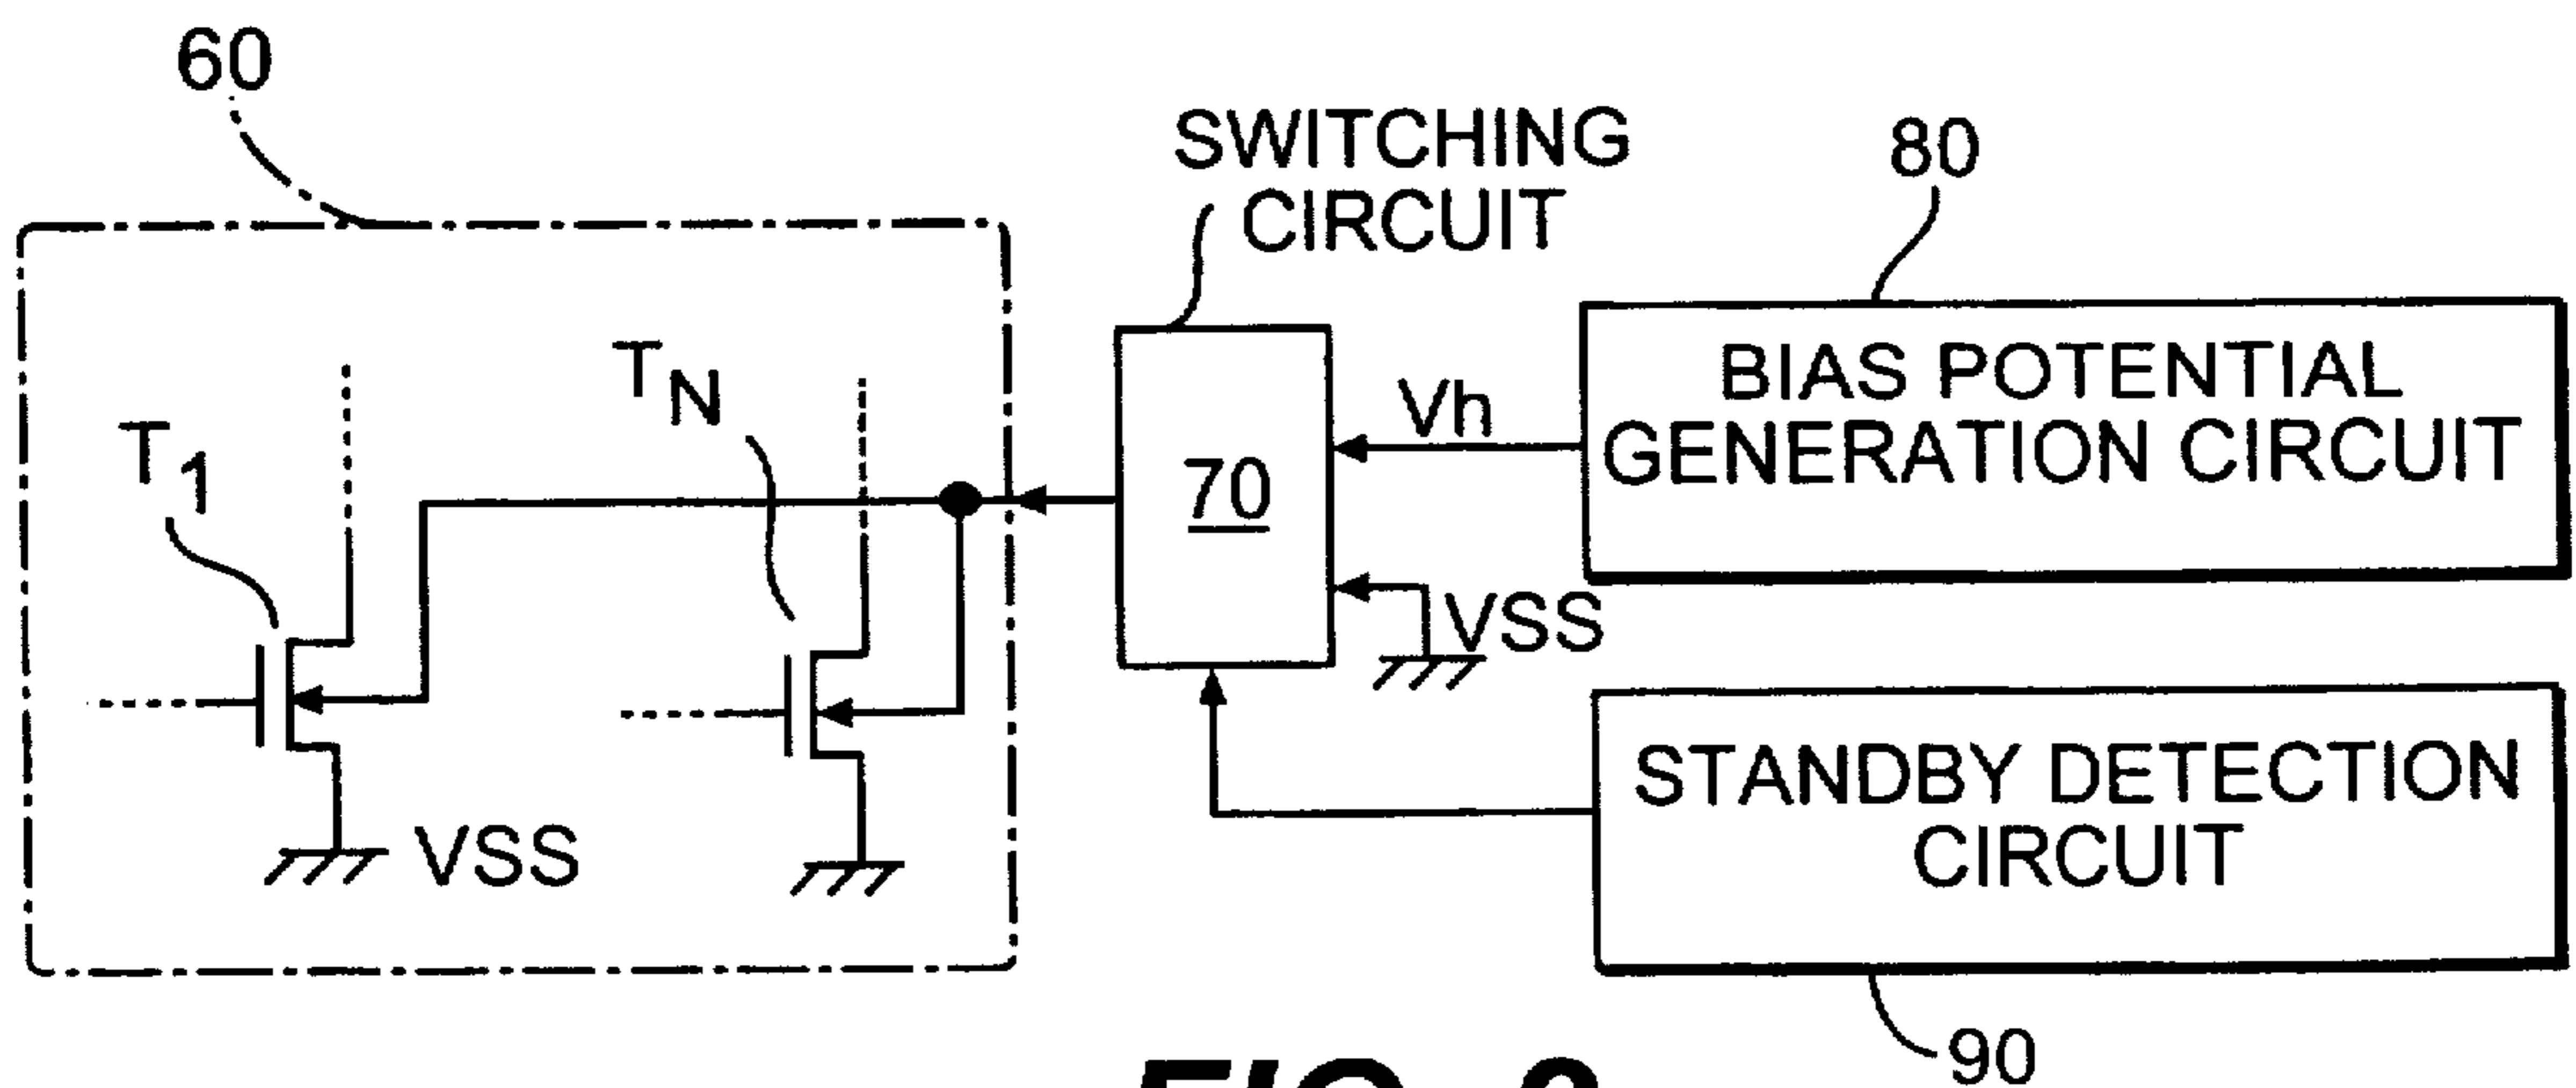 60
SWITCHING
CIRCUIT
80
BIAS POTENTIAL
GENERATION CIRCUIT
Vh
70
VSS
T1
TN
VSS
STANDBY DETECTION
CIRCUIT
90